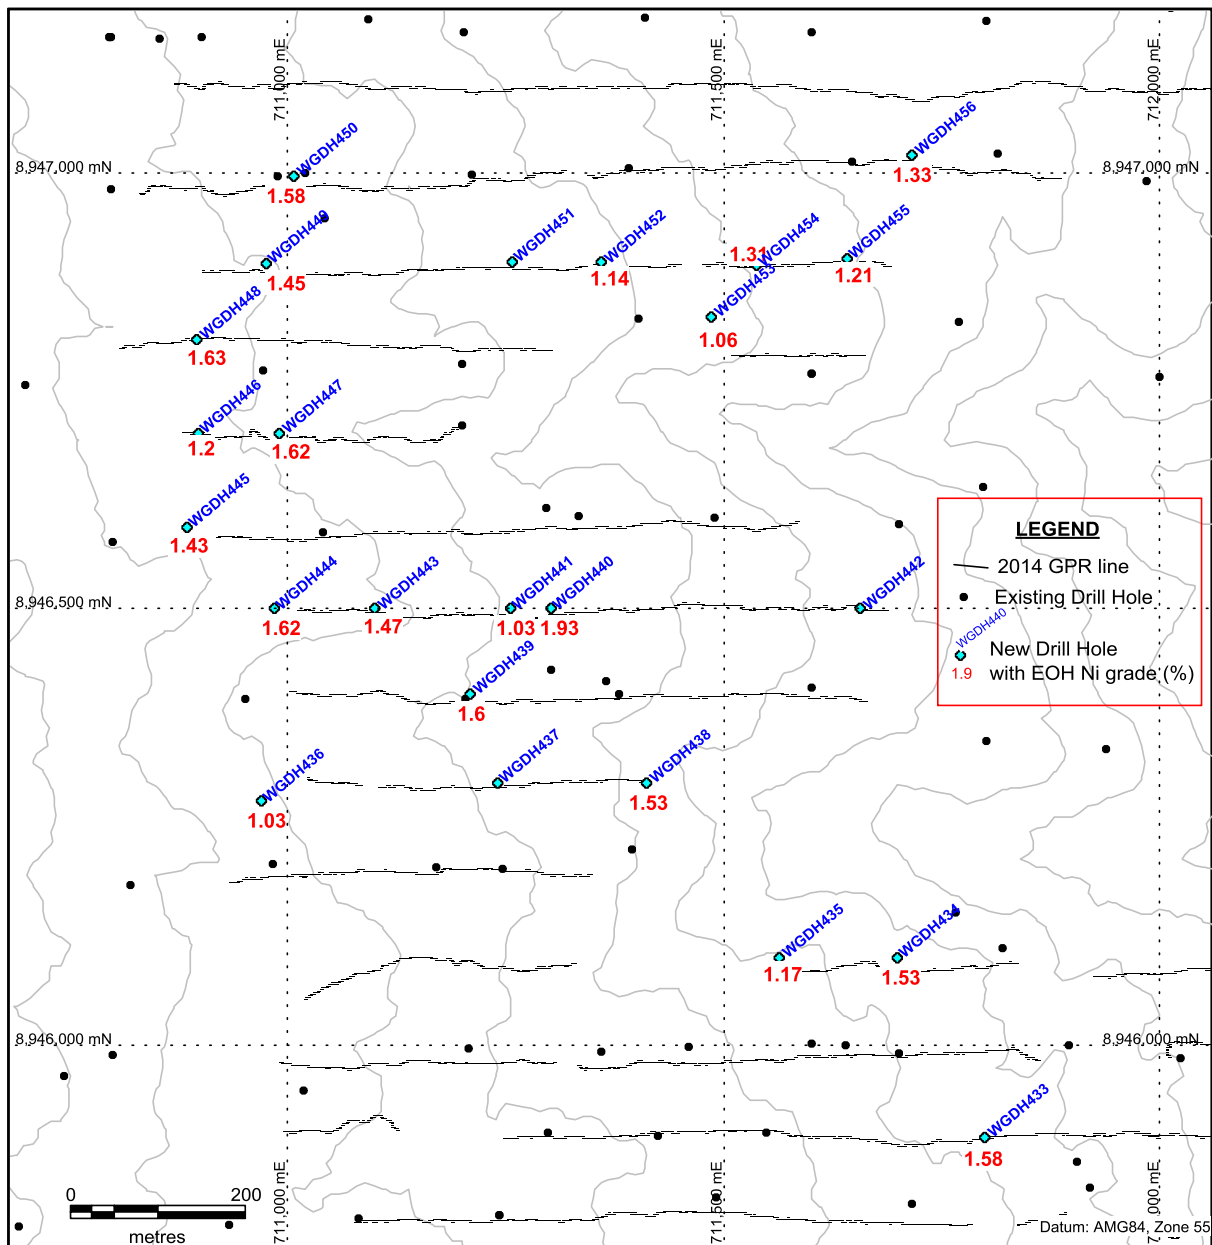 711,000 mE
711,500 mE
712,000 mE
WGDH450
WGDH456
8,947,000 mN
8,947,000 mN
1.58
1.33
WGDH449
WGDH451
WGDH452
WGDH454
WGDH455
1.45
1.14
1.31
1.21
WGDH448
WGDH453
1.63
1.06
WGDH446
WGDH447
1.2
1.62
WGDH445
1.43
LEGEND
2014 GPR line
Existing Drill Hole
WGDH440
New Drill Hole
1.9 with EOH Ni grade (%)
WGDH444
WGDH443
WGDH441
WGDH440
WGDH442
8,946,500 mN
1.62
1.47
1.03
1.93
WGDH439
1.6
WGDH436
WGDH437
WGDH438
1.03
1.53
WGDH435
WGDH434
1.17
1.53
8,946,000 mN
8,946,000 mN
WGDH433
1.58
0 200
metres
711,000 mE
711,500 mE
Datum: AMG84, Zone 55